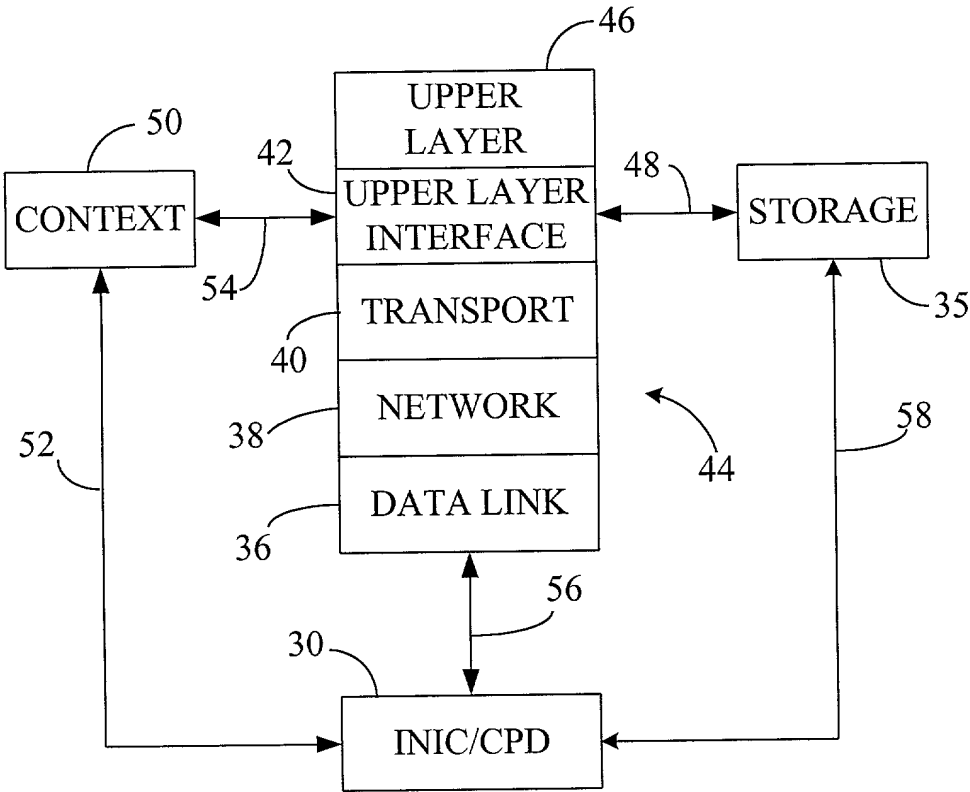 46
UPPER
LAYER
50
42
48
CONTEXT
UPPER LAYER
INTERFACE
STORAGE
54
35
TRANSPORT
40
NETWORK
38
52
58
44
DATA LINK
36
56
30
INIC/CPD